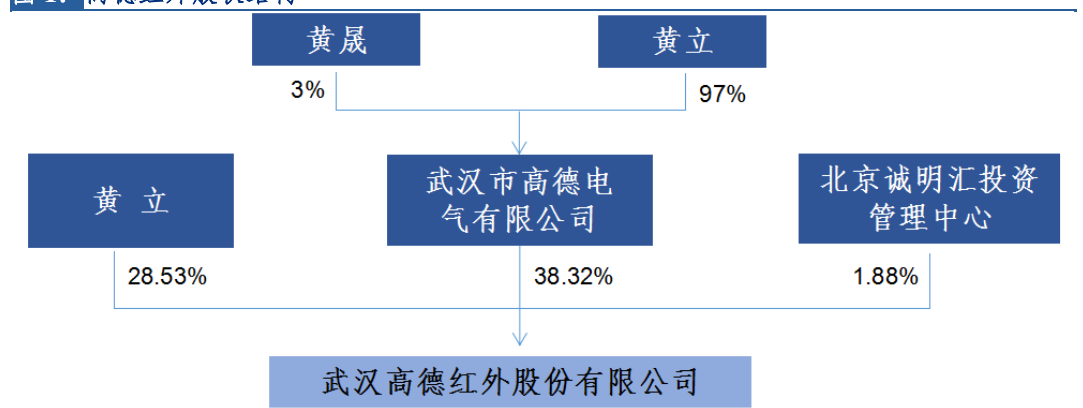 黄晟
黄立
3%
97%
黄 立
武汉市高德电
气有限公司
北京诚明汇投资
管理中心
28.53%
38.32%
1.88%
武汉高德红外股份有限公司